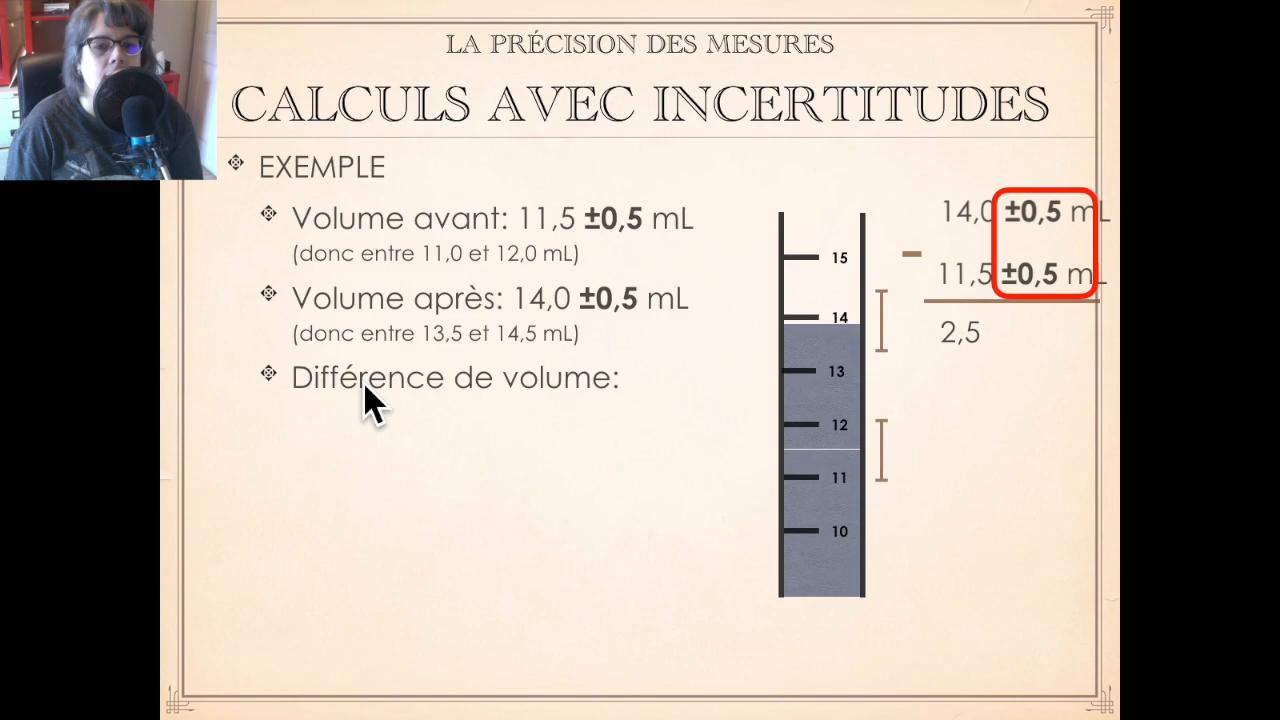 LA PRÉCISION DES MESURES
CALCULS AVEC INCERTITUDES
EXEMPLE
Volume avant: 11,5 ±0,5 mL
(donc entre 11,0 et 12,0 mL)
Volume après: 14,0 ±0,5 mL
(donc entre 13,5 et 14,5 mL)
Différence de volume:
15
14
13
12
11
10
14,0 ±0,5 mL
11,5 ±0,5 mL
2,5